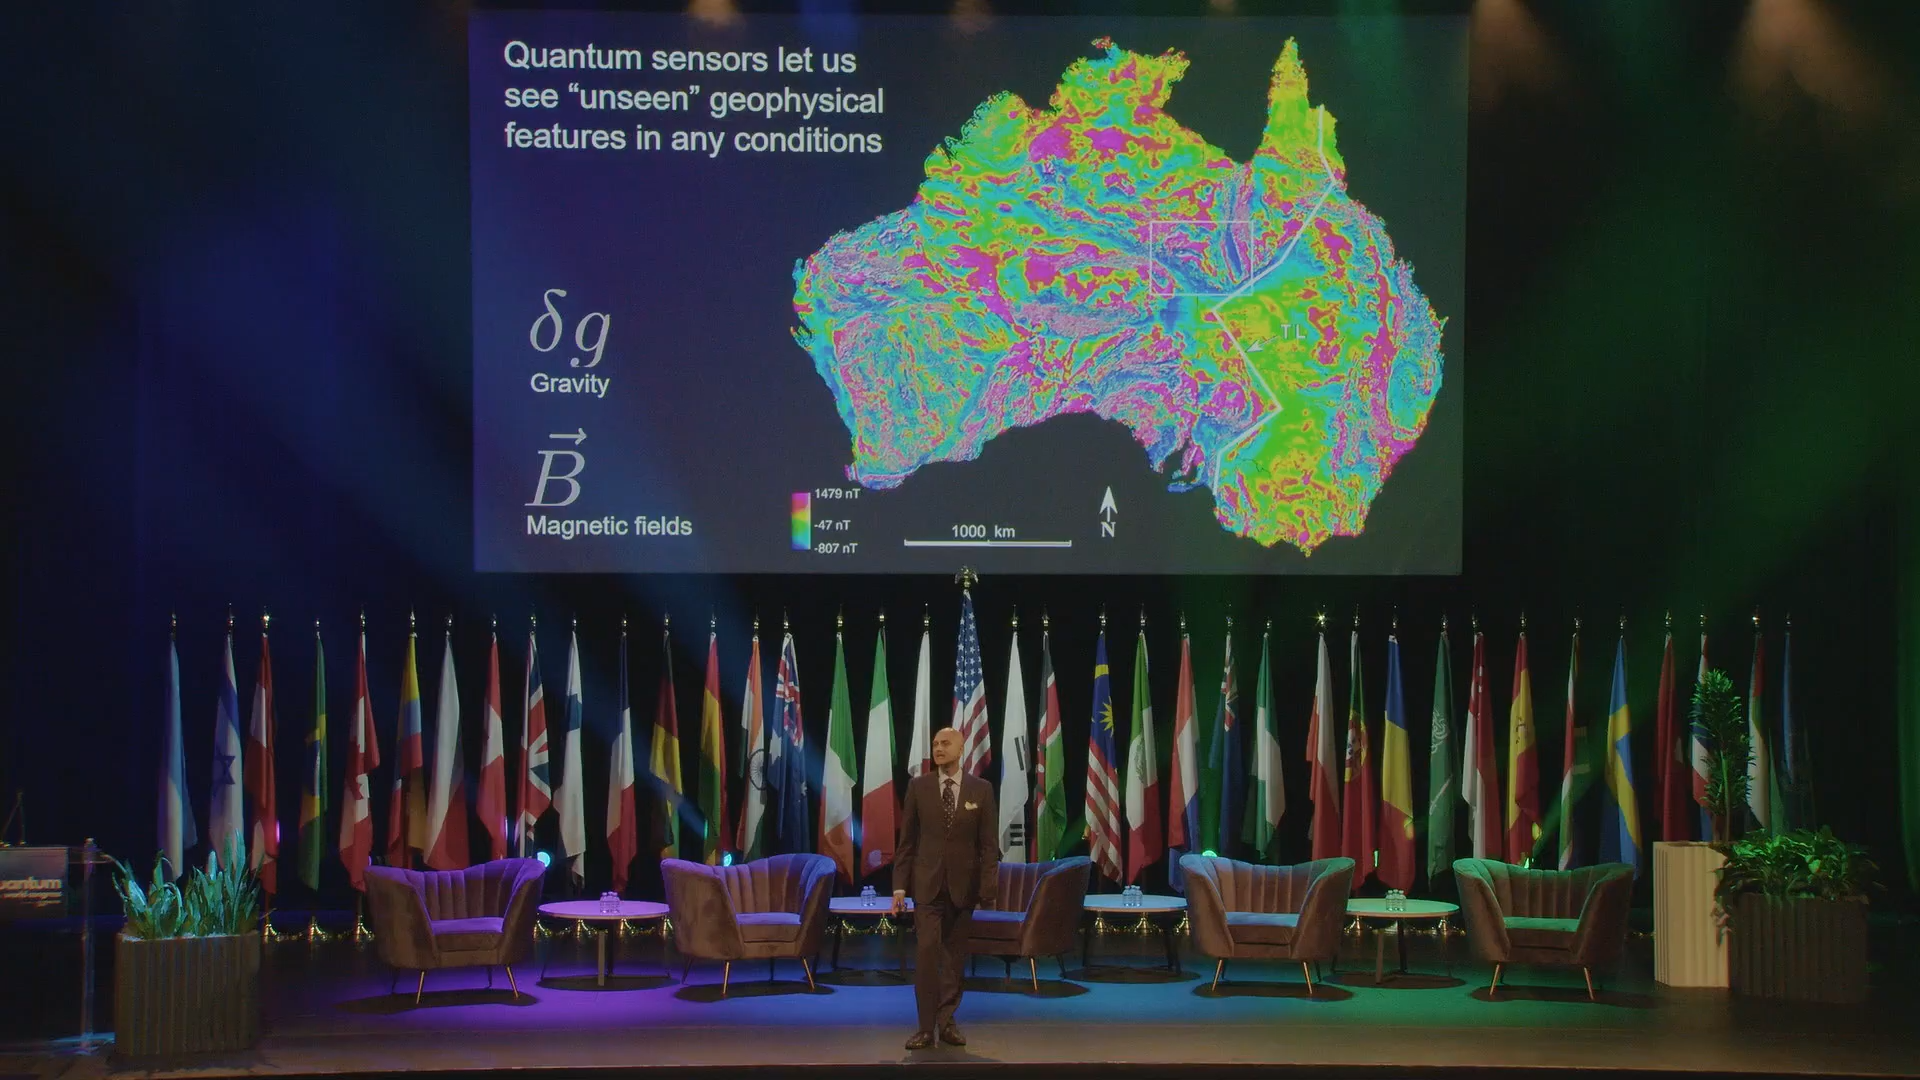 Quantum sensors let us
see “unseen” geophysical
features in any conditions
δg
Gravity
B⃗
Magnetic fields
1479 nT
-47 nT
-807 nT
1000 km
N
TL
uantum